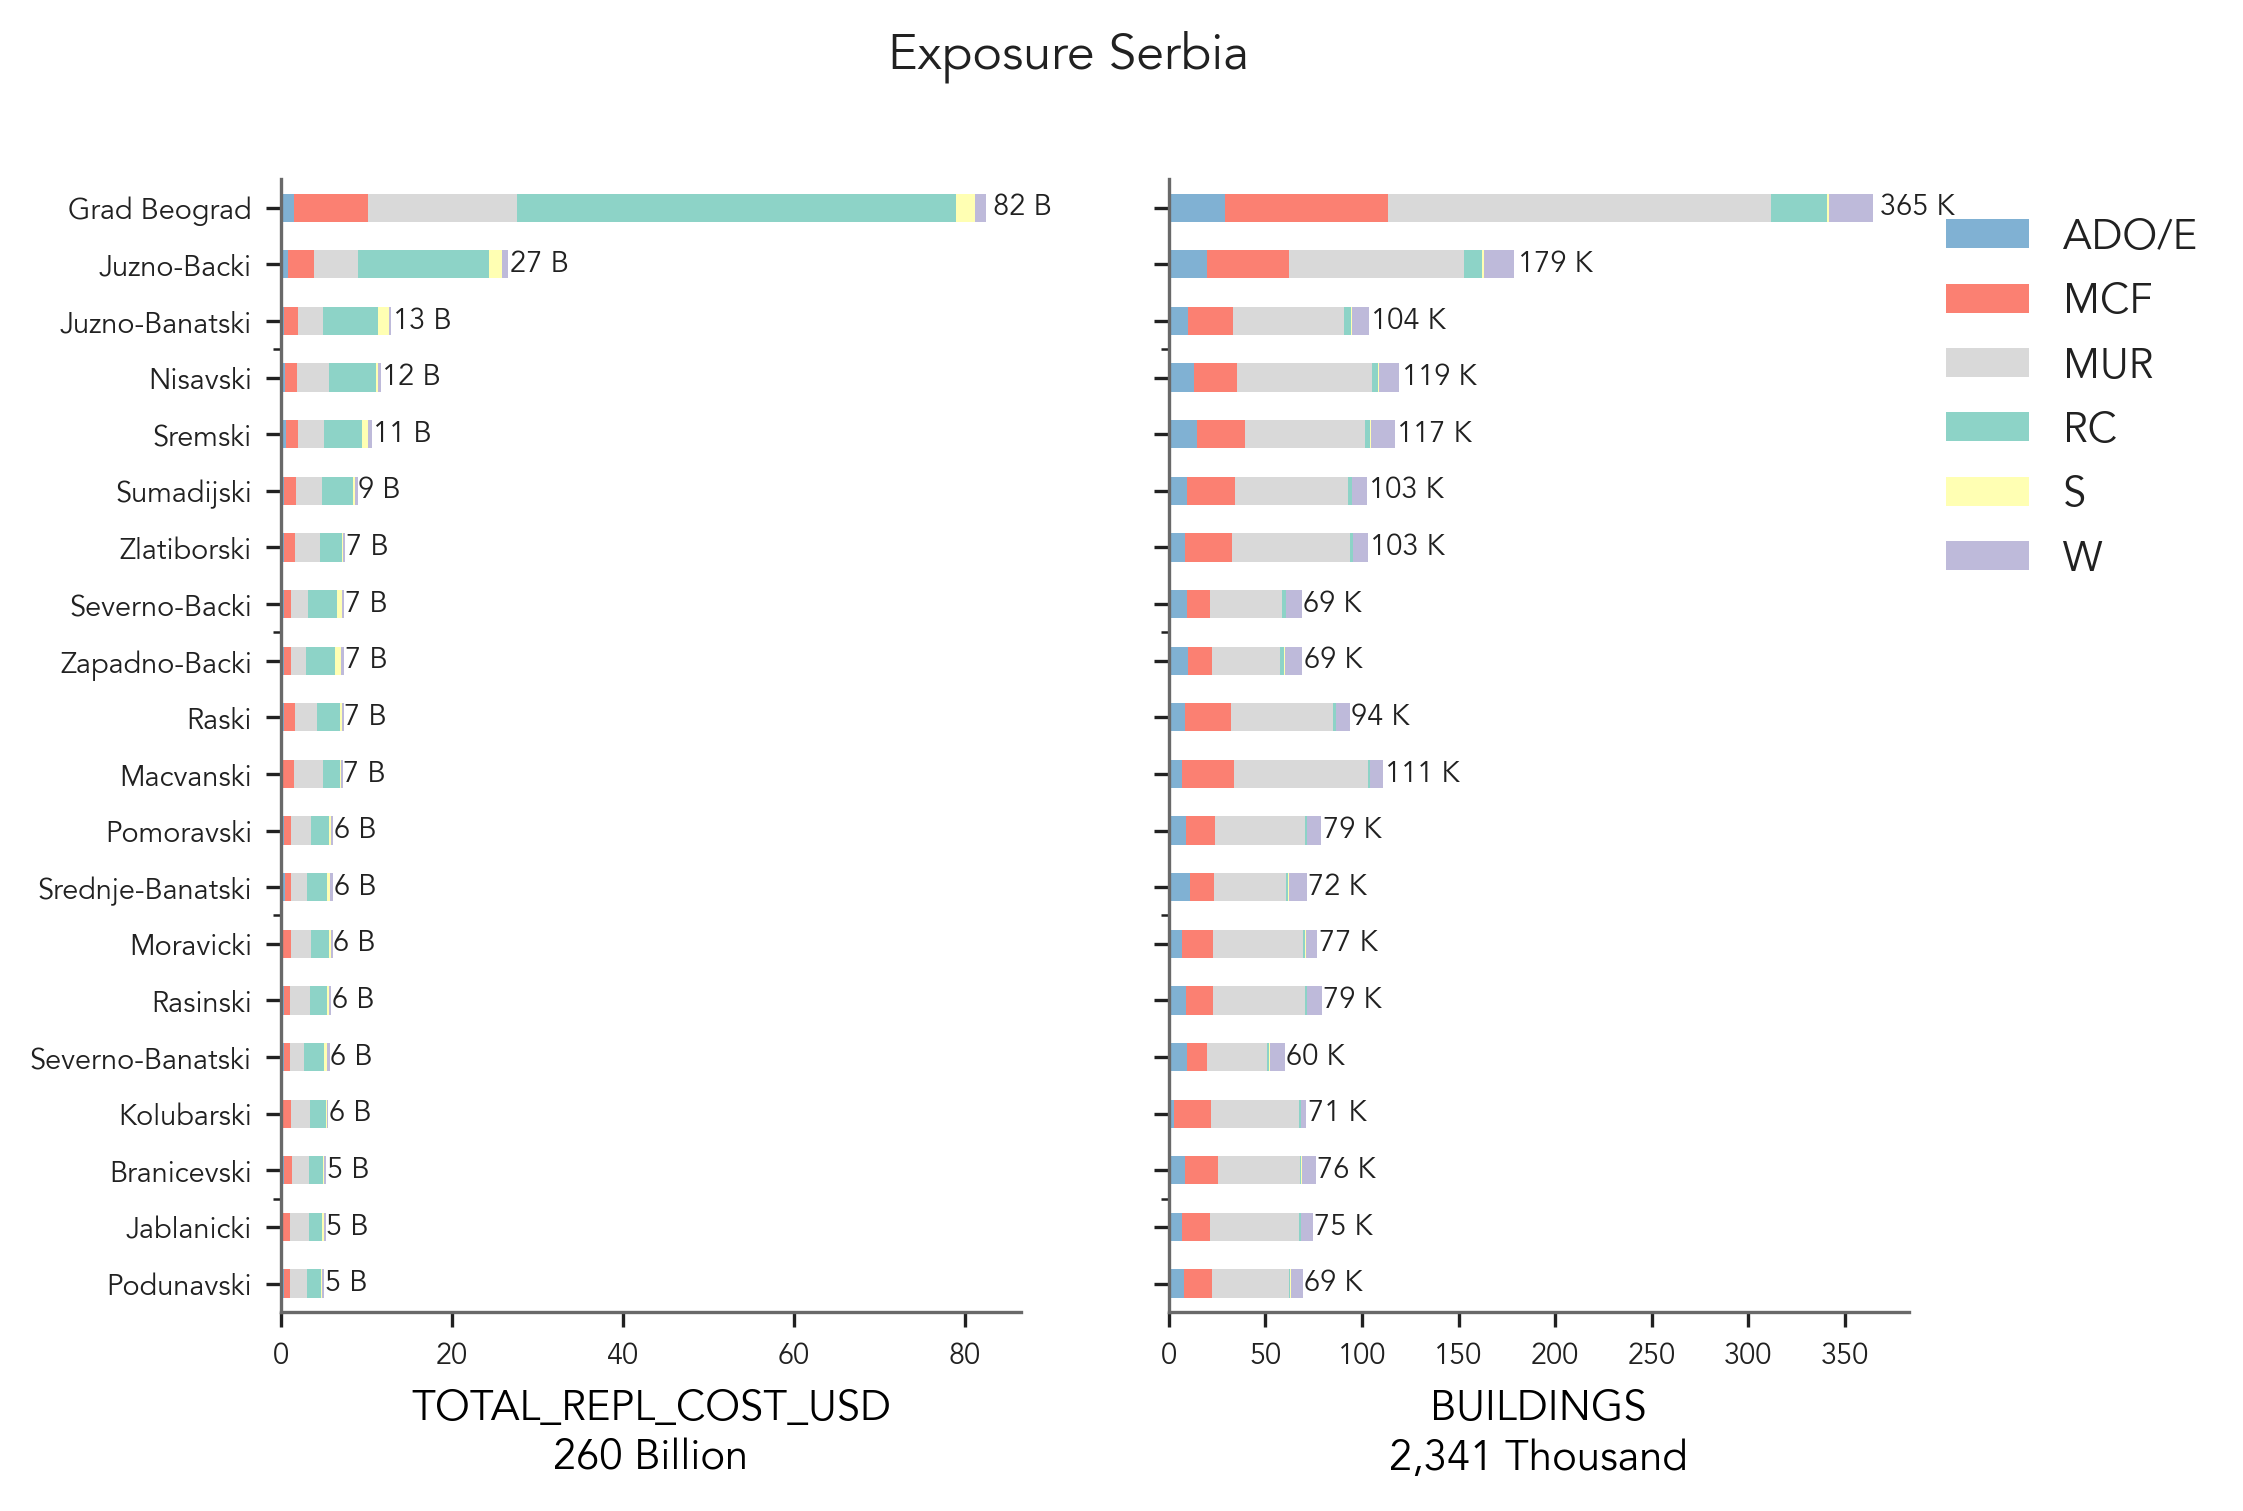 Exposure Serbia
Grad Beograd 82 B 365 K
Juzno-Backi 27 B 179 K
Juzno-Banatski 13 B 104 K
Nisavski 12 B 119 K
Sremski 11 B 117 K
Sumadijski 9 B 103 K
Zlatiborski 7 B 103 K
Severno-Backi 7 B 69 K
Zapadno-Backi 7 B 69 K
Raski 7 B 94 K
Macvanski 7 B 111 K
Pomoravski 6 B 79 K
Srednje-Banatski 6 B 72 K
Moravicki 6 B 77 K
Rasinski 6 B 79 K
Severno-Banatski 6 B 60 K
Kolubarski 6 B 71 K
Branicevski 5 B 76 K
Jablanicki 5 B 75 K
Podunavski 5 B 69 K
0 20 40 60 80
TOTAL_REPL_COST_USD
260 Billion
0 50 100 150 200 250 300 350
BUILDINGS
2,341 Thousand
ADO/E
MCF
MUR
RC
S
W